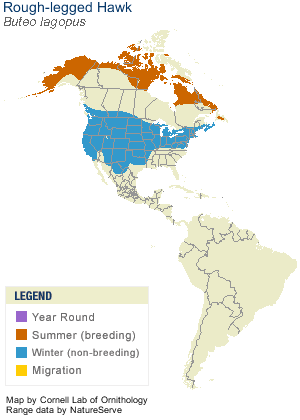 Rough-legged Hawk
Buteo lagopus
LEGEND
Year Round
Summer (breeding)
Winter (non-breeding)
Migration
Map by Cornell Lab of Ornithology
Range data by NatureServe